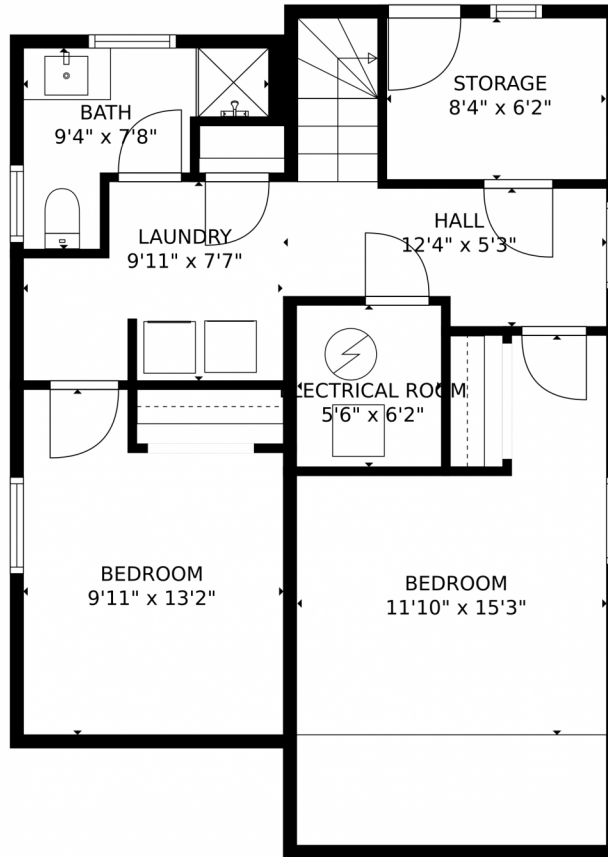 STORAGE
8'4" x 6'2"
BATH
9'4" x 7'8"
HALL
12'4" x 5'3"
LAUNDRY
9'11" x 7'7"
ELECTRICAL ROOM
5'6" x 6'2"
BEDROOM
9'11" x 13'2"
BEDROOM
11'10" x 15'3"